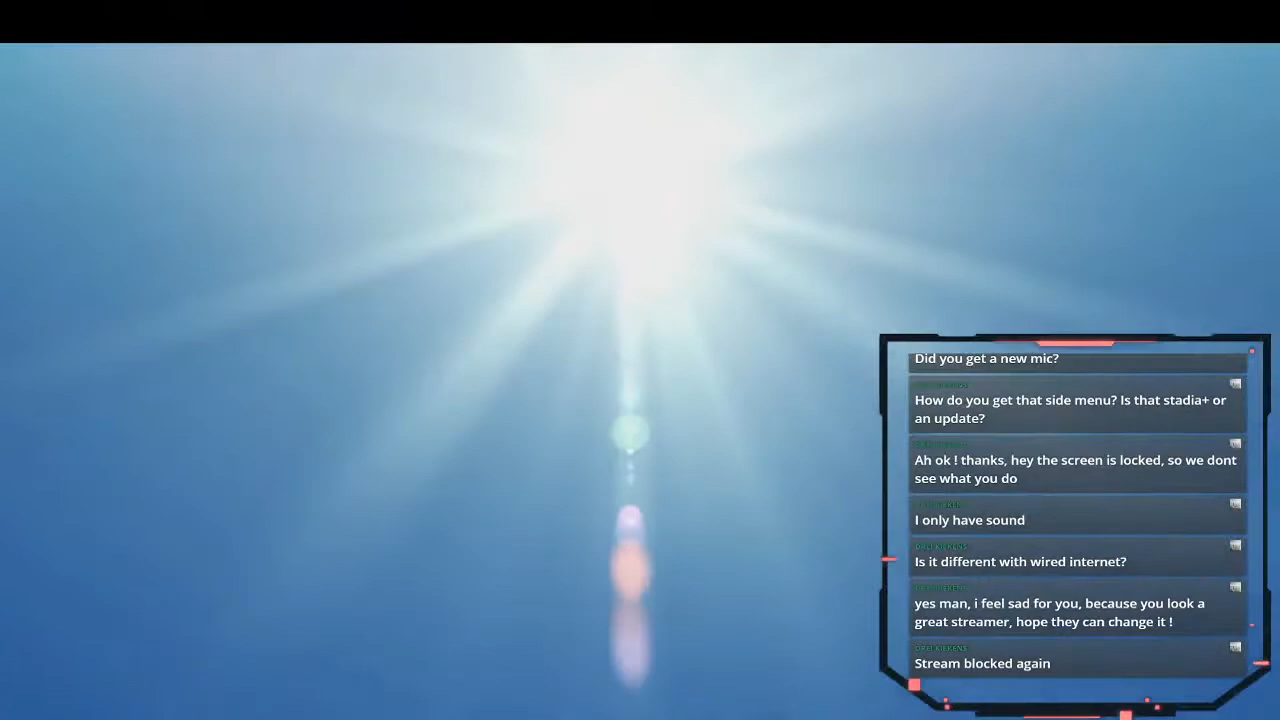 Did you get a new mic?
How do you get that side menu? Is that stadia+ or
an update?
Ah ok ! thanks, hey the screen is locked, so we dont
see what you do
I only have sound
Is it different with wired internet?
yes man, i feel sad for you, because you look a
great streamer, hope they can change it !
Stream blocked again